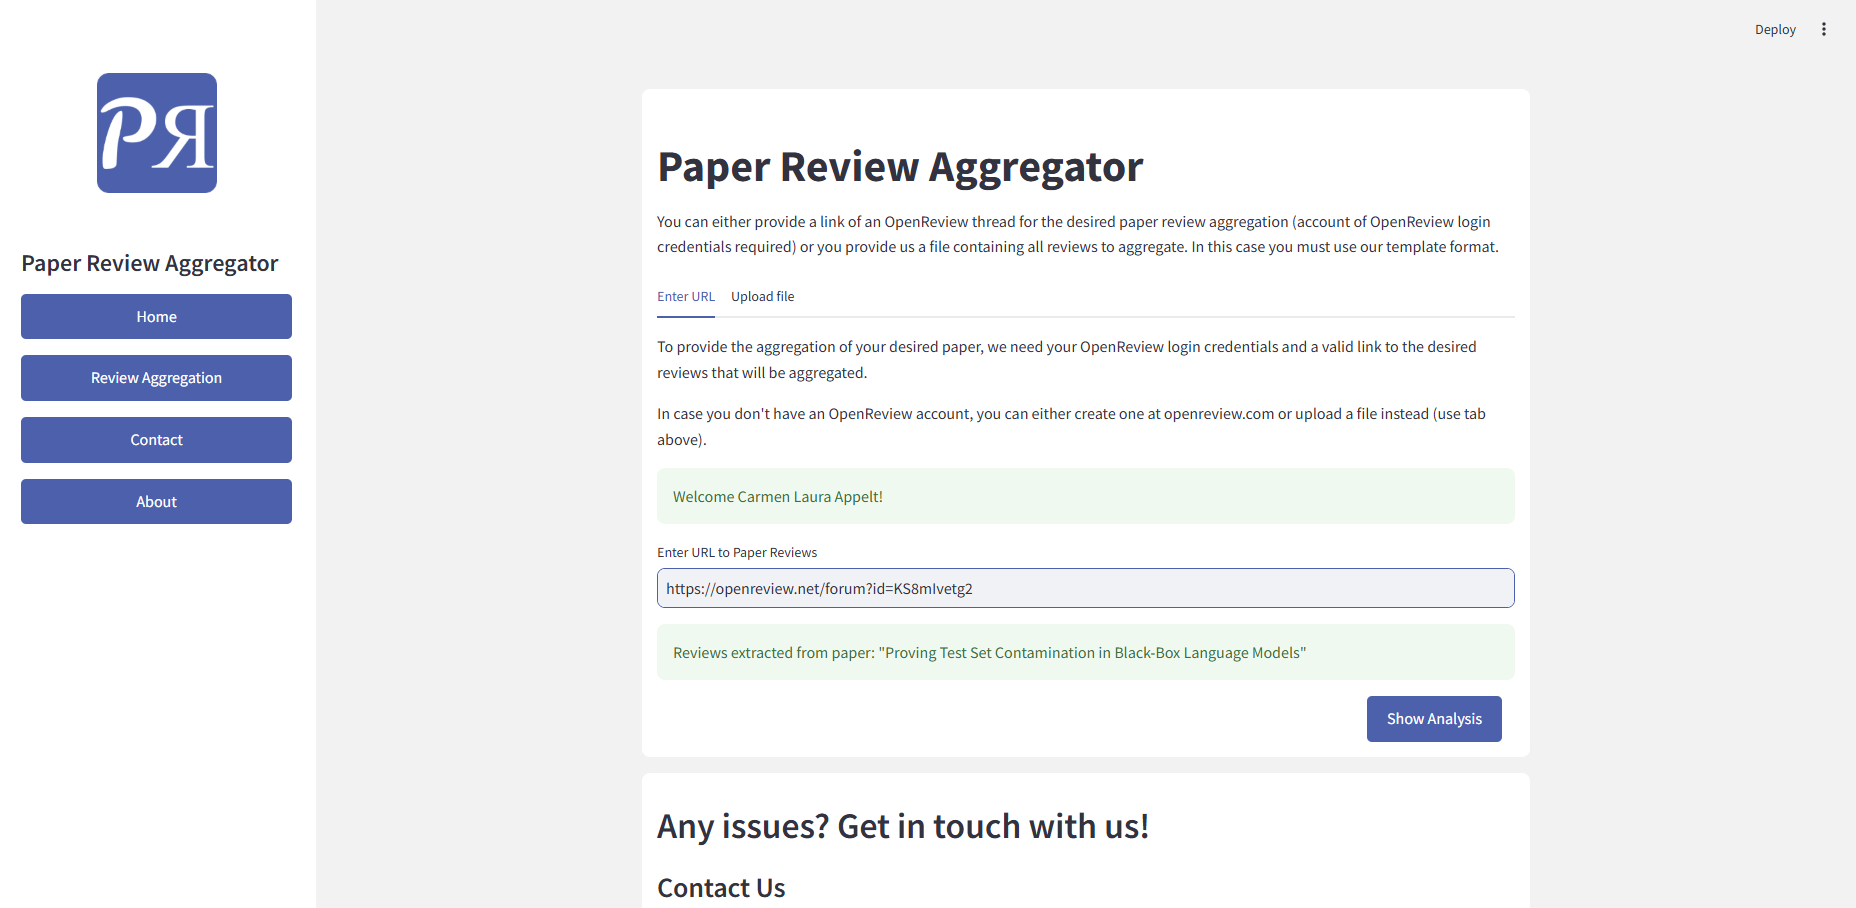 Deploy
PЯ
Paper Review Aggregator
Home
Review Aggregation
Contact
About
Paper Review Aggregator
You can either provide a link of an OpenReview thread for the desired paper review aggregation (account of OpenReview login
credentials required) or you provide us a file containing all reviews to aggregate. In this case you must use our template format.
Enter URL Upload file
To provide the aggregation of your desired paper, we need your OpenReview login credentials and a valid link to the desired
reviews that will be aggregated.
In case you don't have an OpenReview account, you can either create one at openreview.com or upload a file instead (use tab
above).
Welcome Carmen Laura Appelt!
Enter URL to Paper Reviews
https://openreview.net/forum?id=KS8mIvetg2
Reviews extracted from paper: "Proving Test Set Contamination in Black-Box Language Models"
Show Analysis
Any issues? Get in touch with us!
Contact Us